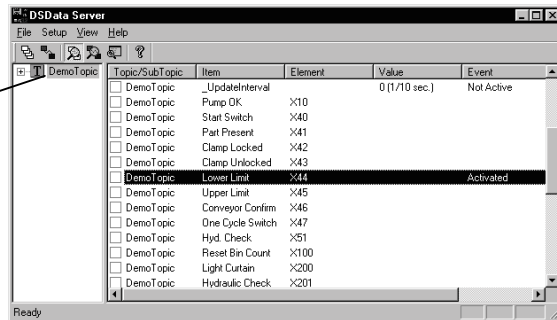 DSData Server
File Setup View Help
T DemoTopic
Topic/SubTopic Item Element Value Event
DemoTopic _UpdateInterval 0 (1/10 sec.) Not Active
DemoTopic Pump OK X10
DemoTopic Start Switch X40
DemoTopic Part Present X41
DemoTopic Clamp Locked X42
DemoTopic Clamp Unlocked X43
DemoTopic Lower Limit X44 Activated
DemoTopic Upper Limit X45
DemoTopic Conveyor Confirm X46
DemoTopic One Cycle Switch X47
DemoTopic Hyd. Check X51
DemoTopic Reset Bin Count X100
DemoTopic Light Curtain X200
DemoTopic Hydraulic Check X201
Ready